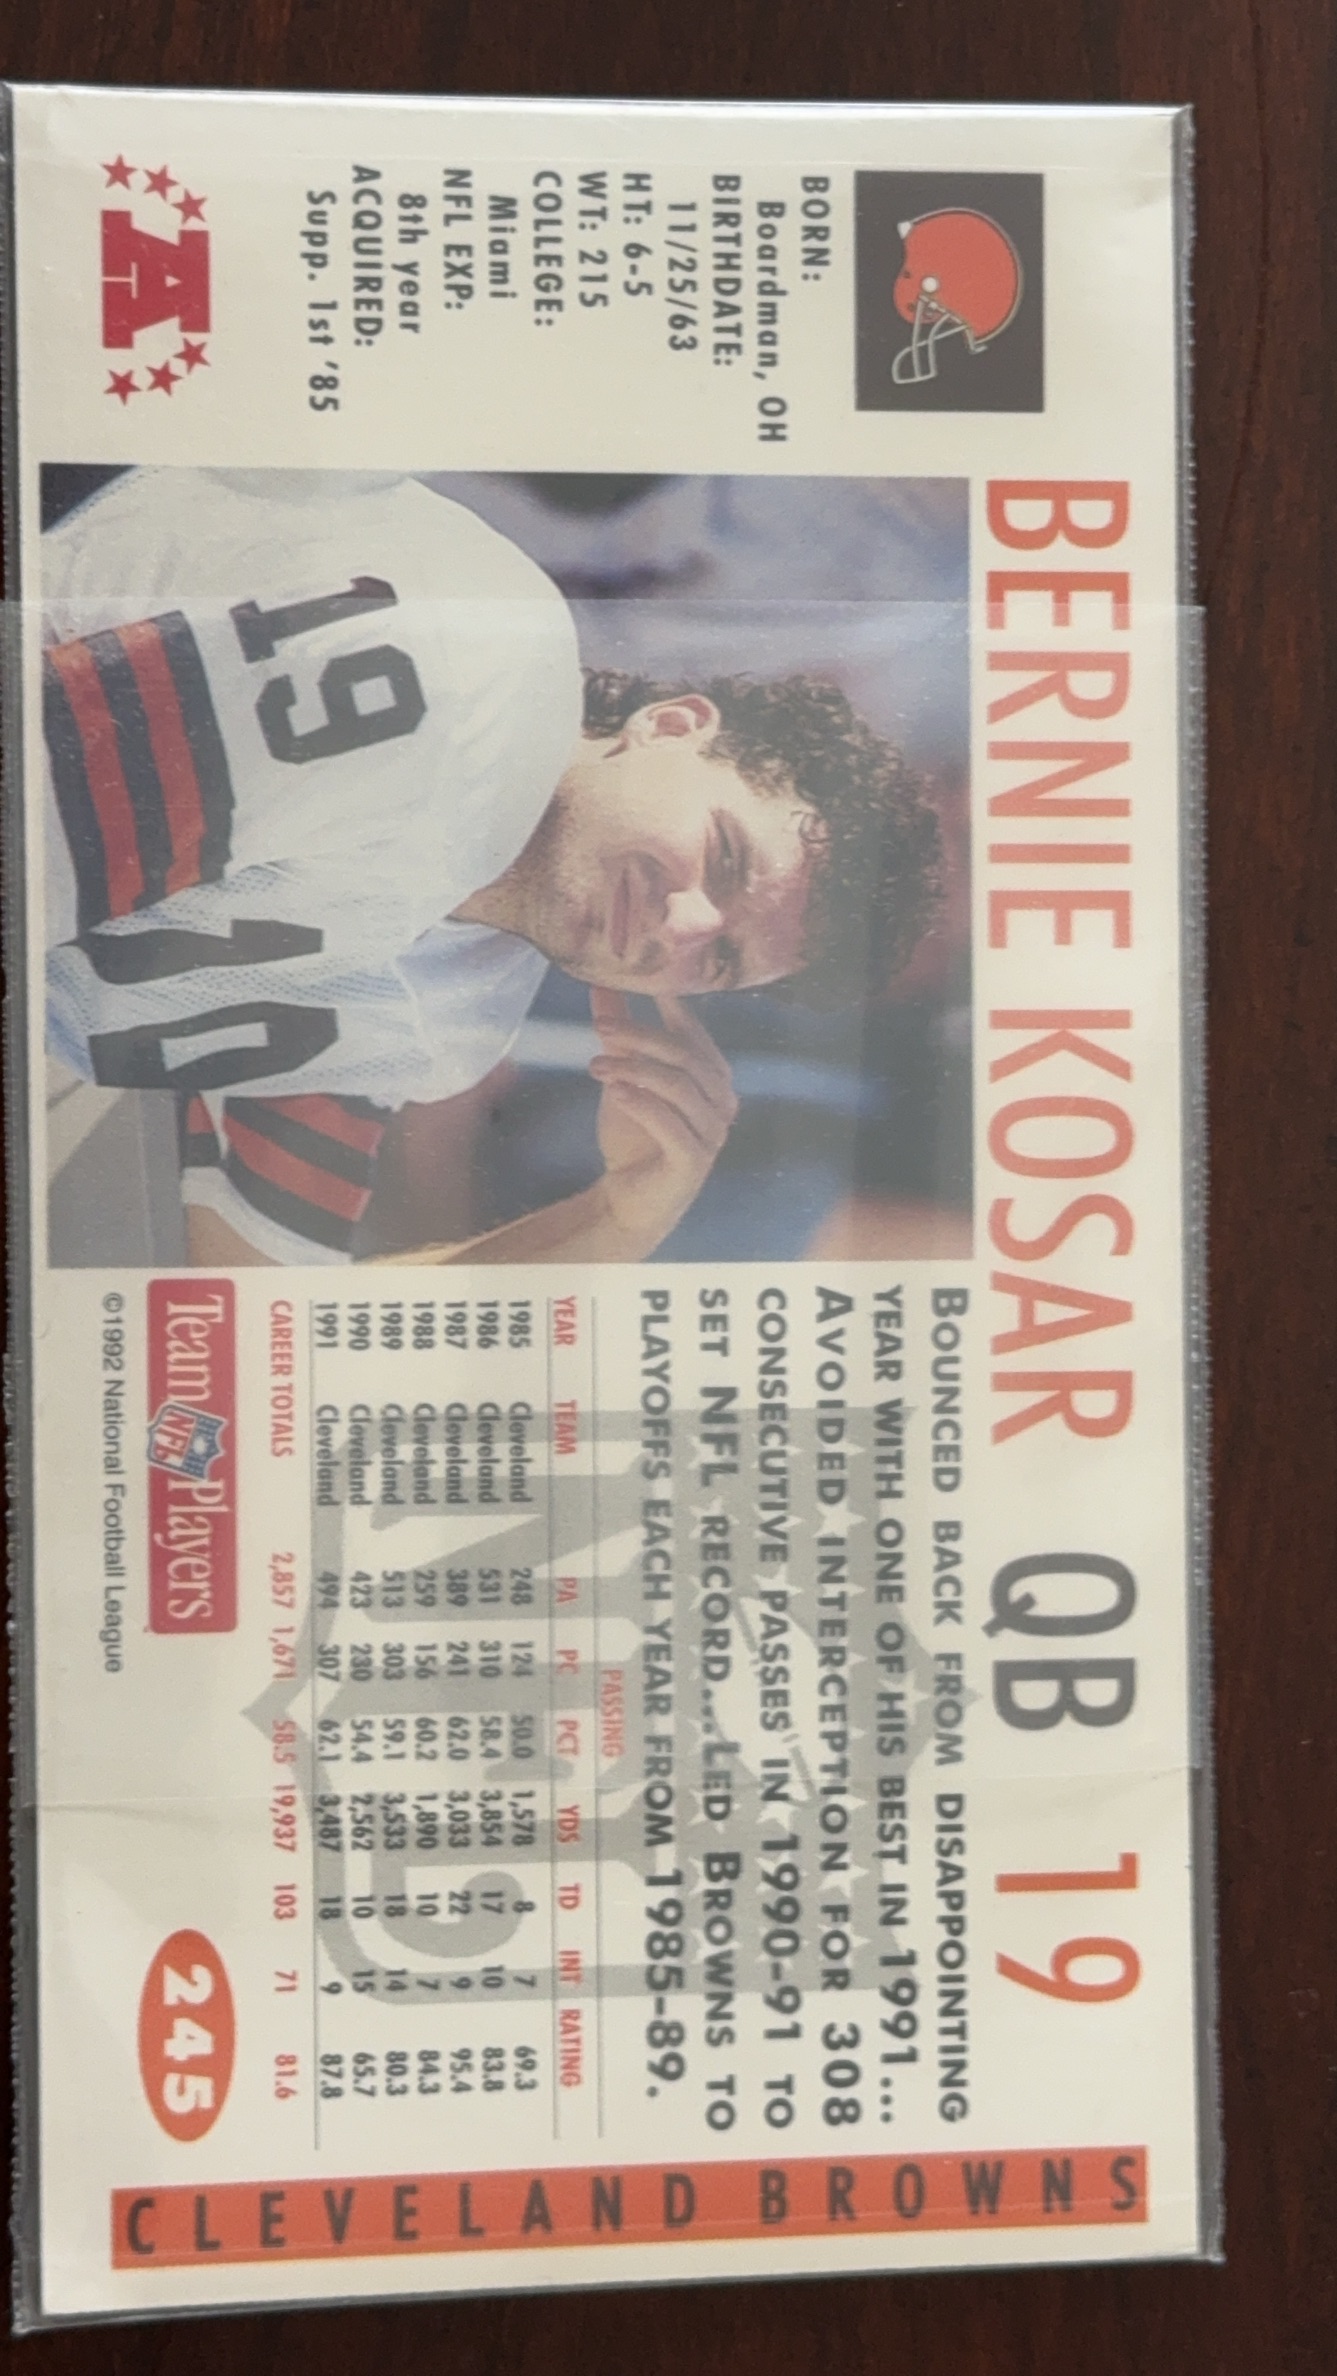 BERNIE KOSAR QB 19
BORN:
Boardman, OH
BIRTHDATE:
11/25/63
HT: 6-5
WT: 215
COLLEGE:
Miami
NFL EXP:
8th year
ACQUIRED:
Supp. 1st '85
A
19
19
BOUNCED BACK FROM DISAPPOINTING
YEAR WITH ONE OF HIS BEST IN 1991...
AVOIDED INTERCEPTION FOR 308
CONSECUTIVE PASSES IN 1990-91 TO
SET NFL RECORD....LED BROWNS TO
PLAYOFFS EACH YEAR FROM 1985-89.
PASSING
YEAR TEAM PA PC PCT YDS TD INT RATING
1985 Cleveland 248 124 50.0 1,578 8 7 69.3
1986 Cleveland 531 310 58.4 3,854 17 10 83.8
1987 Cleveland 389 241 62.0 3,033 22 9 95.4
1988 Cleveland 259 156 60.2 1,890 10 7 84.3
1989 Cleveland 513 303 59.1 3,533 18 14 80.3
1990 Cleveland 423 230 54.4 2,562 10 15 65.7
1991 Cleveland 494 307 62.1 3,487 18 9 87.8
CAREER TOTALS 2,857 1,671 58.5 19,937 103 71 81.6
NFL
Team NFL Players
©1992 National Football League
245
CLEVELAND BROWNS